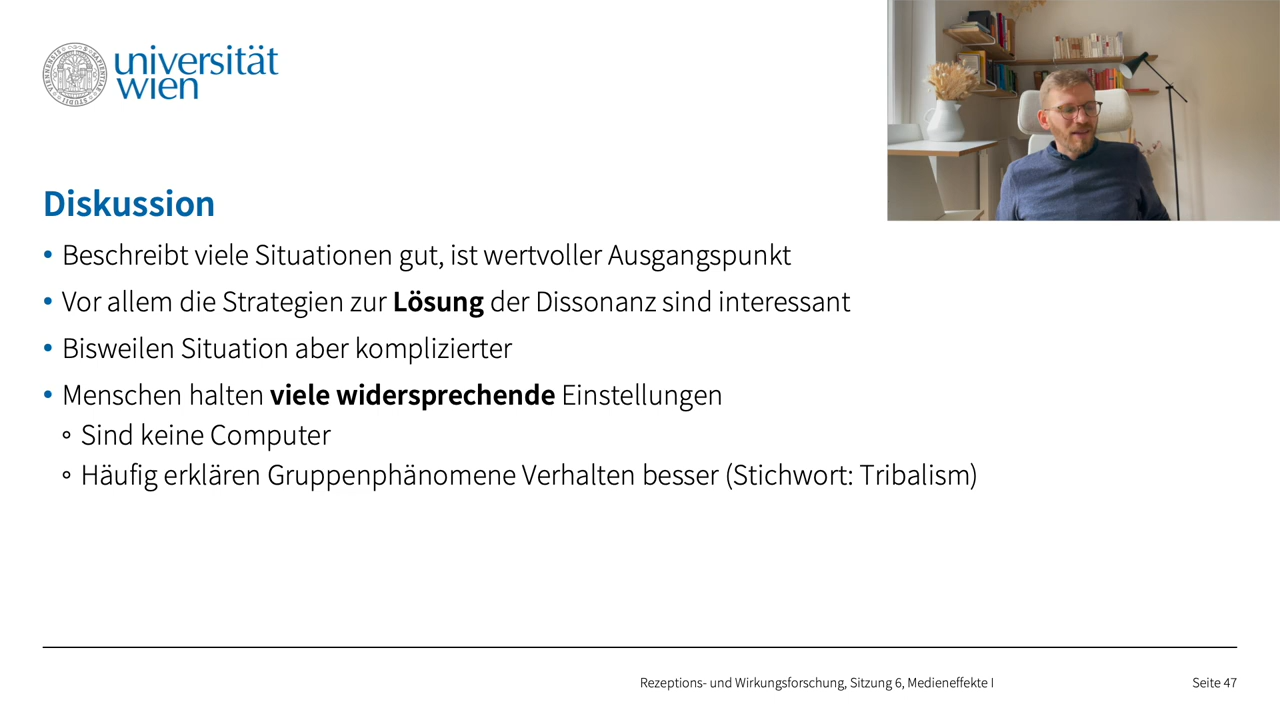 universität
wien
Diskussion
• Beschreibt viele Situationen gut, ist wertvoller Ausgangspunkt
• Vor allem die Strategien zur Lösung der Dissonanz sind interessant
• Bisweilen Situation aber komplizierter
• Menschen halten viele widersprechende Einstellungen
◦ Sind keine Computer
◦ Häufig erklären Gruppenphänomene Verhalten besser (Stichwort: Tribalism)
Rezeptions- und Wirkungsforschung, Sitzung 6, Medieneffekte I
Seite 47